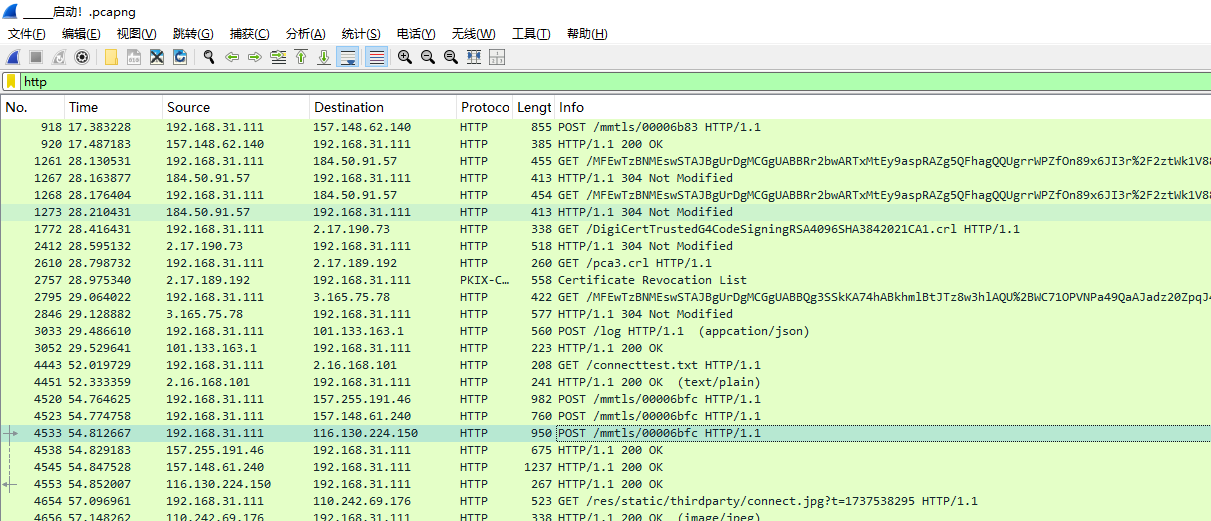 _____启动！.pcapng
文件(F) 编辑(E) 视图(V) 跳转(G) 捕获(C) 分析(A) 统计(S) 电话(Y) 无线(W) 工具(T) 帮助(H)
http
No. Time Source Destination Protoco Lengt Info
918 17.383228 192.168.31.111 157.148.62.140 HTTP 855 POST /mmtls/00006b83 HTTP/1.1
920 17.487183 157.148.62.140 192.168.31.111 HTTP 385 HTTP/1.1 200 OK
1261 28.130531 192.168.31.111 184.50.91.57 HTTP 455 GET /MFEwTzBNMEswSTAJBgUrDgMCGgUABBRr2bwARTxMtEy9aspRAZg5QFhagQQUgrrWPZfOn89x6JI3r%2F2ztWk1V88
1267 28.163877 184.50.91.57 192.168.31.111 HTTP 413 HTTP/1.1 304 Not Modified
1268 28.176404 192.168.31.111 184.50.91.57 HTTP 454 GET /MFEwTzBNMEswSTAJBgUrDgMCGgUABBRr2bwARTxMtEy9aspRAZg5QFhagQQUgrrWPZfOn89x6JI3r%2F2ztWk1V88
1273 28.210431 184.50.91.57 192.168.31.111 HTTP 413 HTTP/1.1 304 Not Modified
1772 28.416431 192.168.31.111 2.17.190.73 HTTP 338 GET /DigiCertTrustedG4CodeSigningRSA4096SHA3842021CA1.crl HTTP/1.1
2412 28.595132 2.17.190.73 192.168.31.111 HTTP 518 HTTP/1.1 304 Not Modified
2610 28.798732 192.168.31.111 2.17.189.192 HTTP 260 GET /pca3.crl HTTP/1.1
2757 28.975340 2.17.189.192 192.168.31.111 PKIX-C… 558 Certificate Revocation List
2795 29.064022 192.168.31.111 3.165.75.78 HTTP 422 GET /MFEwTzBNMEswSTAJBgUrDgMCGgUABBQg3SSkKA74hABkhmlBtJTz8w3hlAQU%2BWC71OPVNPa49QaAJadz20ZpqJ4
2846 29.128882 3.165.75.78 192.168.31.111 HTTP 577 HTTP/1.1 304 Not Modified
3033 29.486610 192.168.31.111 101.133.163.1 HTTP 560 POST /log HTTP/1.1 (appcation/json)
3052 29.529641 101.133.163.1 192.168.31.111 HTTP 223 HTTP/1.1 200 OK
4443 52.019729 192.168.31.111 2.16.168.101 HTTP 208 GET /connecttest.txt HTTP/1.1
4451 52.333359 2.16.168.101 192.168.31.111 HTTP 241 HTTP/1.1 200 OK (text/plain)
4520 54.764625 192.168.31.111 157.255.191.46 HTTP 982 POST /mmtls/00006bfc HTTP/1.1
4523 54.774758 192.168.31.111 157.148.61.240 HTTP 760 POST /mmtls/00006bfc HTTP/1.1
4533 54.812667 192.168.31.111 116.130.224.150 HTTP 950 POST /mmtls/00006bfc HTTP/1.1
4538 54.829183 157.255.191.46 192.168.31.111 HTTP 675 HTTP/1.1 200 OK
4545 54.847528 157.148.61.240 192.168.31.111 HTTP 1237 HTTP/1.1 200 OK
4553 54.852007 116.130.224.150 192.168.31.111 HTTP 267 HTTP/1.1 200 OK
4654 57.096961 192.168.31.111 110.242.69.176 HTTP 523 GET /res/static/thirdparty/connect.jpg?t=1737538295 HTTP/1.1
4656 57.148262 110.242.69.176 192.168.31.111 HTTP 338 HTTP/1.1 200 OK (image/jpeg)